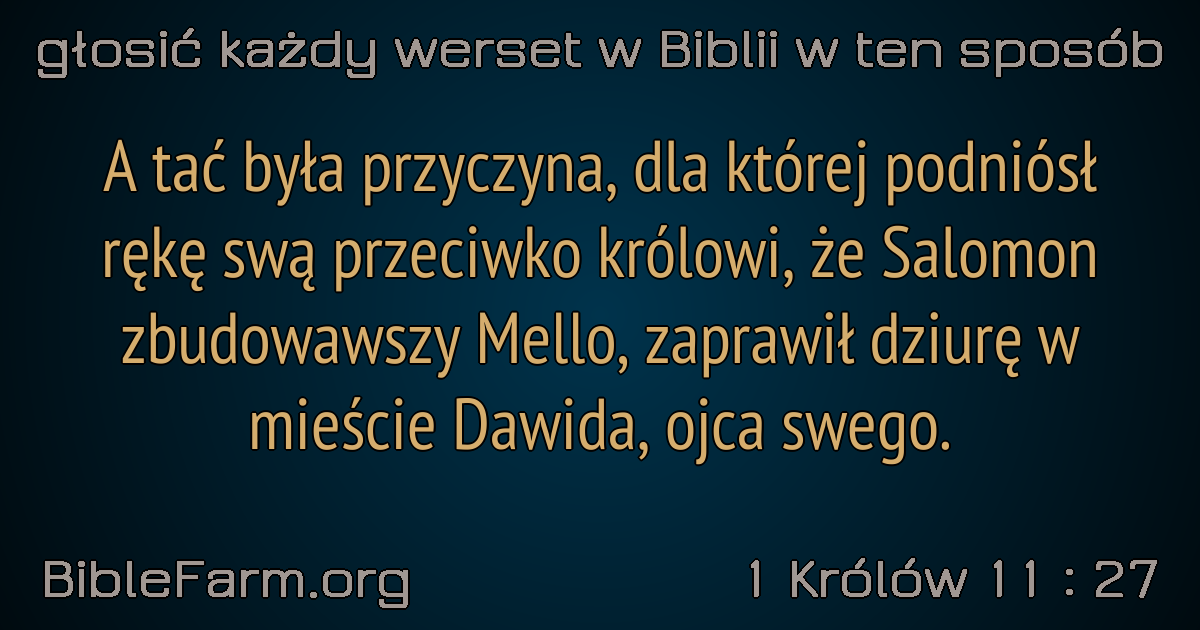 głosić każdy werset w Biblii w ten sposób
A tać była przyczyna, dla której podniósł
rękę swą przeciwko królowi, że Salomon
zbudowawszy Mello, zaprawił dziurę w
mieście Dawida, ojca swego.
BibleFarm.org
1 Królów 11 : 27